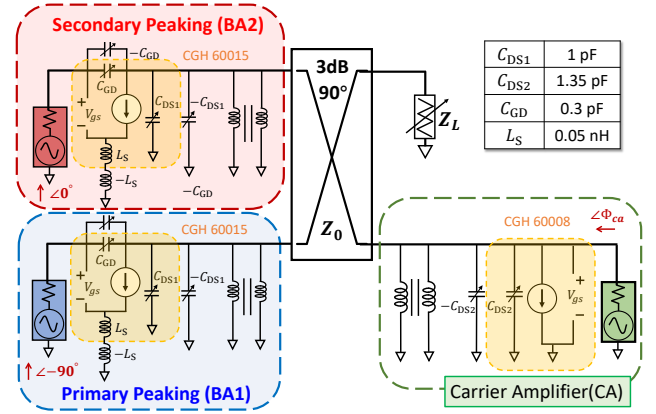 Secondary Peaking (BA2)
−C_GD
CGH 60015
C_GD
V_gs
+
−
C_DS1
−C_DS1
L_S
−L_S
−C_GD
∠0°
3dB
90°
Z_0
Z_L
C_DS1 1 pF
C_DS2 1.35 pF
C_GD 0.3 pF
L_S 0.05 nH
CGH 60015
C_GD
V_gs
+
−
C_DS1
−C_DS1
L_S
−L_S
∠−90°
Primary Peaking (BA1)
CGH 60008
∠Φ_ca
−C_DS2
C_DS2
+
V_gs
−
Carrier Amplifier(CA)